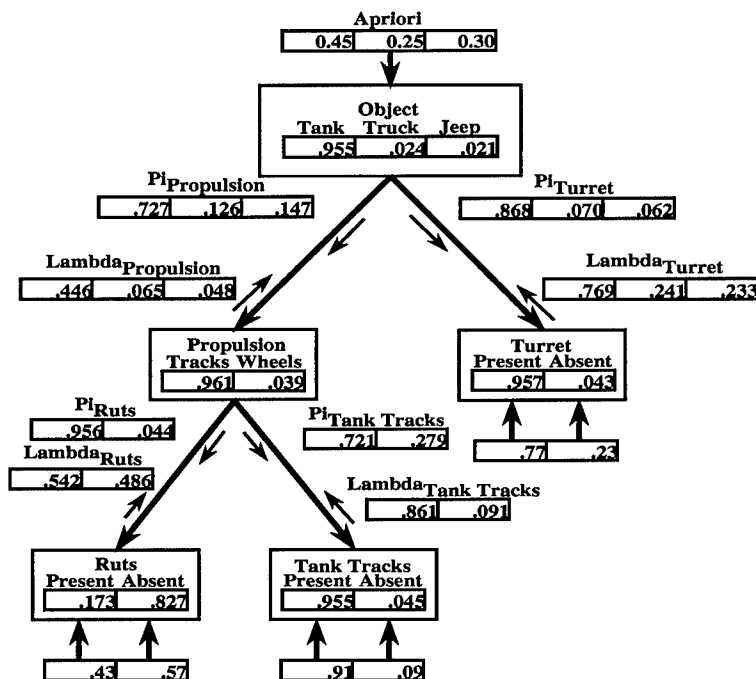 Apriori
0.45 0.25 0.30
Object
Tank Truck Jeep
.955 .024 .021
PiPropulsion
.727 .126 .147
PiTurret
.868 .070 .062
LambdaPropulsion
.446 .065 .048
LambdaTurret
.769 .241 .233
Propulsion
Tracks Wheels
.961 .039
Turret
Present Absent
.957 .043
PiRuts
.956 .044
PiTank Tracks
.721 .279
.77 .23
LambdaRuts
.542 .486
LambdaTank Tracks
.861 .091
Ruts
Present Absent
.173 .827
Tank Tracks
Present Absent
.955 .045
.43 .57
.91 .09